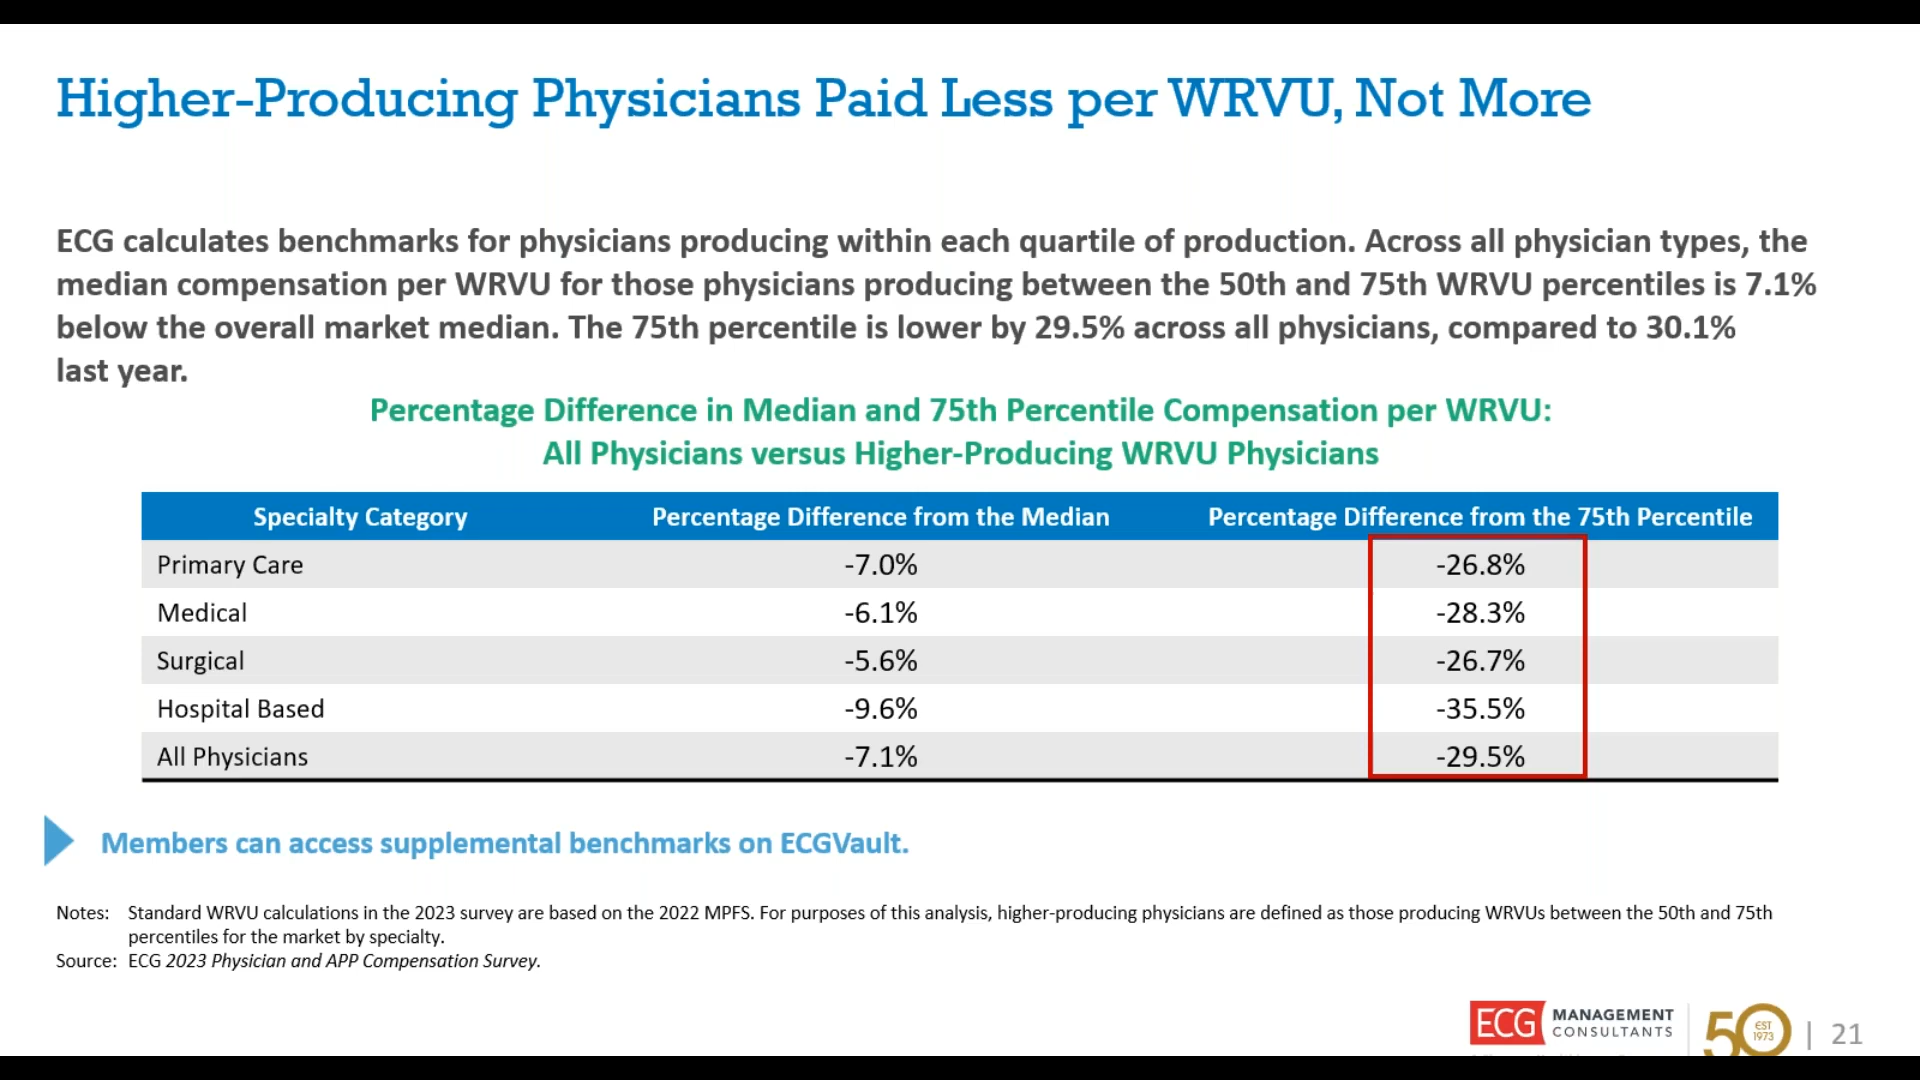 Higher-Producing Physicians Paid Less per WRVU, Not More
ECG calculates benchmarks for physicians producing within each quartile of production. Across all physician types, the
median compensation per WRVU for those physicians producing between the 50th and 75th WRVU percentiles is 7.1%
below the overall market median. The 75th percentile is lower by 29.5% across all physicians, compared to 30.1%
last year.
Percentage Difference in Median and 75th Percentile Compensation per WRVU:
All Physicians versus Higher-Producing WRVU Physicians
Specialty Category Percentage Difference from the Median Percentage Difference from the 75th Percentile
Primary Care -7.0% -26.8%
Medical -6.1% -28.3%
Surgical -5.6% -26.7%
Hospital Based -9.6% -35.5%
All Physicians -7.1% -29.5%
Members can access supplemental benchmarks on ECGVault.
Notes: Standard WRVU calculations in the 2023 survey are based on the 2022 MPFS. For purposes of this analysis, higher-producing physicians are defined as those producing WRVUs between the 50th and 75th
percentiles for the market by specialty.
Source: ECG 2023 Physician and APP Compensation Survey.
ECG MANAGEMENT CONSULTANTS
50 EST 1973 | 21